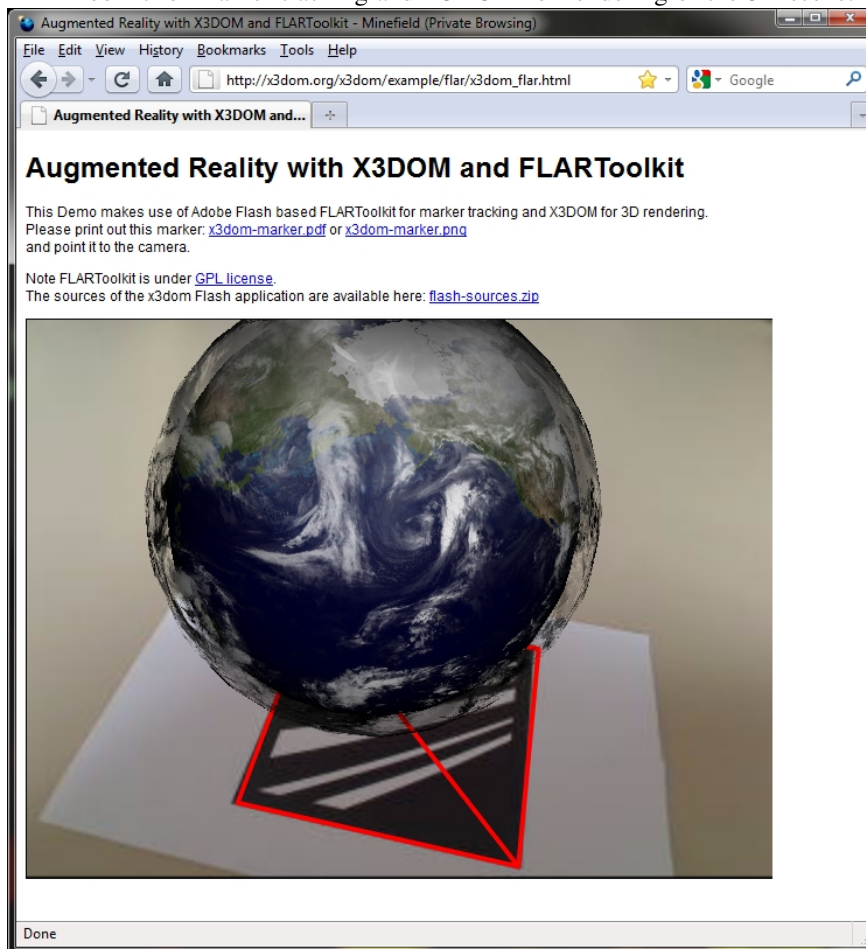 Augmented Reality with X3DOM and FLARToolkit - Minefield (Private Browsing)
File Edit View History Bookmarks Tools Help
http://x3dom.org/x3dom/example/flar/x3dom_flar.html
Google
Augmented Reality with X3DOM and...
Augmented Reality with X3DOM and FLARToolkit
This Demo makes use of Adobe Flash based FLARToolkit for marker tracking and X3DOM for 3D rendering.
Please print out this marker: x3dom-marker.pdf or x3dom-marker.png
and point it to the camera.
Note FLARToolkit is under GPL license.
The sources of the x3dom Flash application are available here: flash-sources.zip
Done